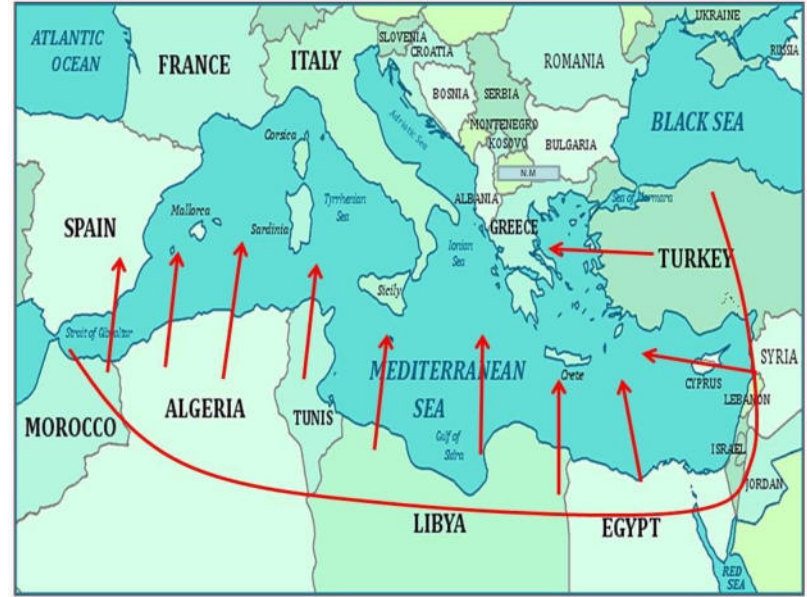 UKRAINE
SLOVENIA
CROATIA
ATLANTIC
OCEAN
FRANCE
ITALY
ROMANIA
RUSSIA
BOSNIA
SERBIA
Adriatic Sea
BLACK SEA
MONTENEGRO
KOSOVO
BULGARIA
Corsica
N.M
ALBANIA
Sea of Marmara
Mallorca
Tyrrhenian
Sea
SPAIN
Sardinia
GREECE
Ionian
Sea
TURKEY
Sicily
Strait of Gibraltar
MEDITERRANEAN
SEA
Crete
CYPRUS
SYRIA
LEBANON
ALGERIA
TUNIS
MOROCCO
Gulf of
Sidra
ISRAEL
JORDAN
LIBYA
EGYPT
RED
SEA